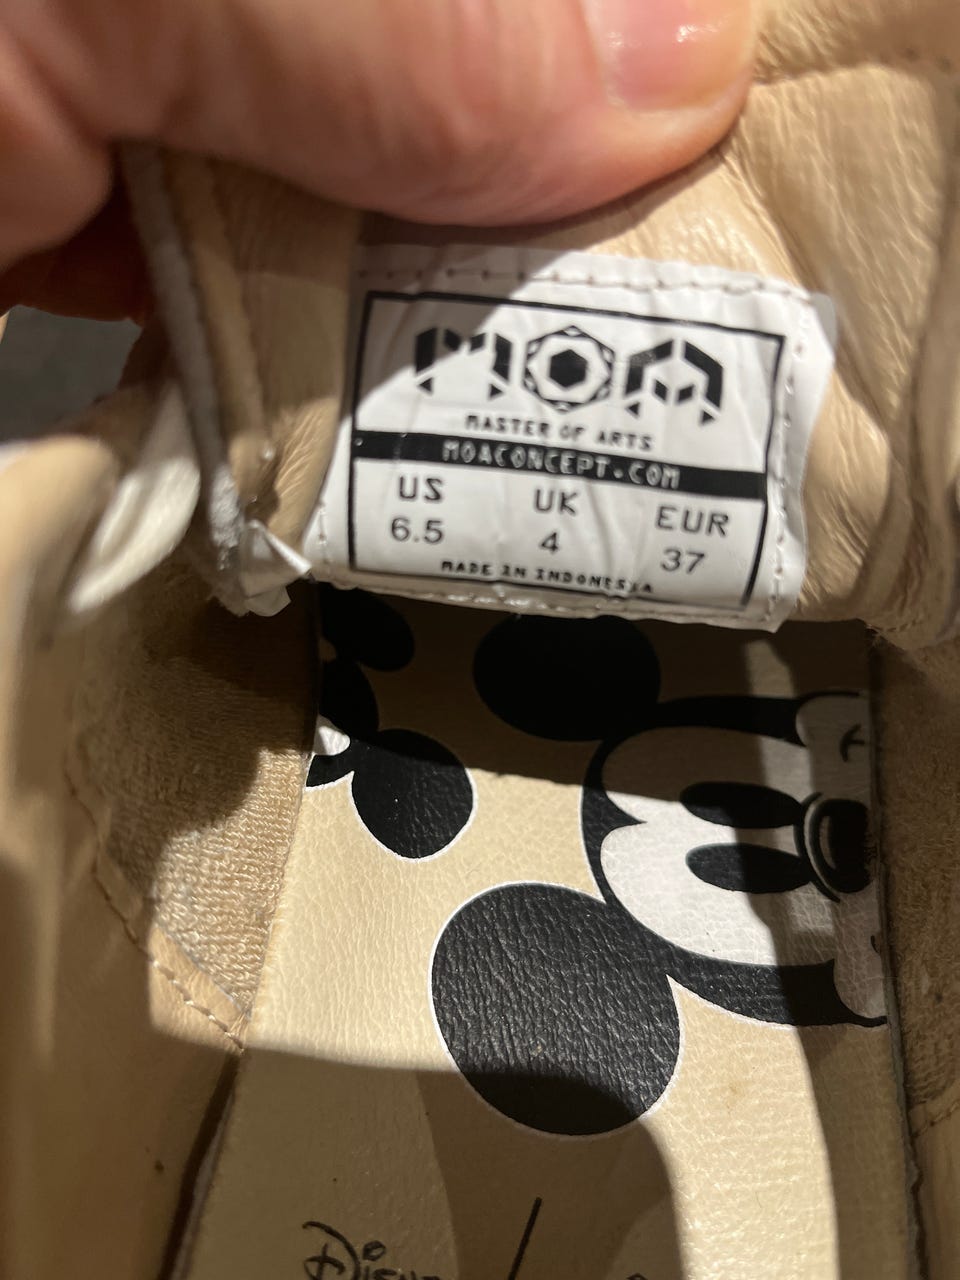 MOA
MASTER OF ARTS
MOACONCEPT.COM
US UK EUR
6.5 4 37
MADE IN INDONESIA